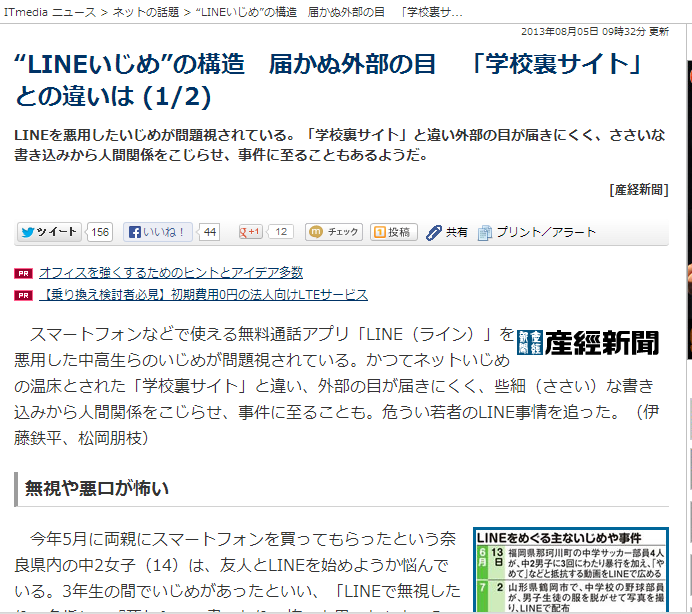 ITmedia ニュース > ネットの話題 > “LINEいじめ”の構造　届かぬ外部の目　「学校裏サ...
2013年08月05日 09時32分 更新
“LINEいじめ”の構造　届かぬ外部の目　「学校裏サイト」
との違いは (1/2)
LINEを悪用したいじめが問題視されている。「学校裏サイト」と違い外部の目が届きにくく、ささいな
書き込みから人間関係をこじらせ、事件に至ることもあるようだ。
[産経新聞]
ツイート 156 いいね！ 44 g+1 12 チェック 投稿 共有 プリント／アラート
PR オフィスを強くするためのヒントとアイデア多数
PR 【乗り換え検討者必見】初期費用0円の法人向けLTEサービス
スマートフォンなどで使える無料通話アプリ「LINE（ライン）」を
産経新聞 産経新聞
悪用した中高生らのいじめが問題視されている。かつてネットいじめ
の温床とされた「学校裏サイト」と違い、外部の目が届きにくく、些細（ささい）な書き
込みから人間関係をこじらせ、事件に至ることも。危うい若者のLINE事情を追った。（伊
藤鉄平、松岡朋枝）
無視や悪口が怖い
今年5月に両親にスマートフォンを買ってもらったという奈
良県内の中2女子（14）は、友人とLINEを始めようか悩んで
いる。3年生の間でいじめがあったといい、「LINEで無視した
LINEをめぐる主ないじめや事件
6月 13日 福岡県那珂川町の中学サッカー部員4人
が、中2男子に3回にわたり暴行を加え、「や
めて」などと抵抗する動画をLINEで広める
7 2 山形県鶴岡市で、中学校の野球部員
が、男子生徒の服を脱がせて写真を撮
り、LINEで配布